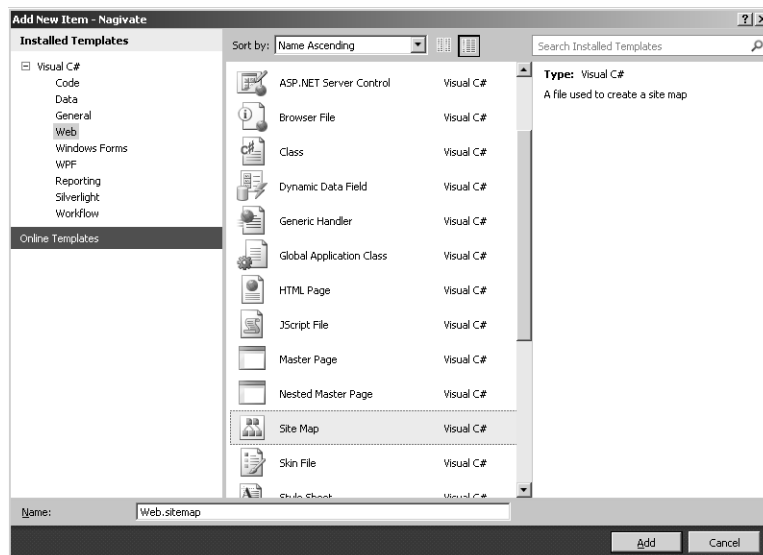 Add New Item - Nagivate
Installed Templates
Visual C#
Code
Data
General
Web
Windows Forms
WPF
Reporting
Silverlight
Workflow
Online Templates
Sort by: Name Ascending
ASP.NET Server Control Visual C#
Browser File Visual C#
Class Visual C#
Dynamic Data Field Visual C#
Generic Handler Visual C#
Global Application Class Visual C#
HTML Page Visual C#
JScript File Visual C#
Master Page Visual C#
Nested Master Page Visual C#
Site Map Visual C#
Skin File Visual C#
Style Sheet Visual C#
Search Installed Templates
Type: Visual C#
A file used to create a site map
Name: Web.sitemap
Add Cancel